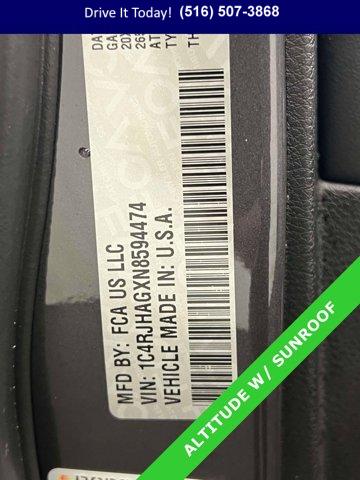 Drive It Today! (516) 507-3868
MFD BY: FCA US LLC
VIN: 1C4RJHAGXN8594474
VEHICLE MADE IN: U.S.A.
ALTITUDE W/ SUNROOF